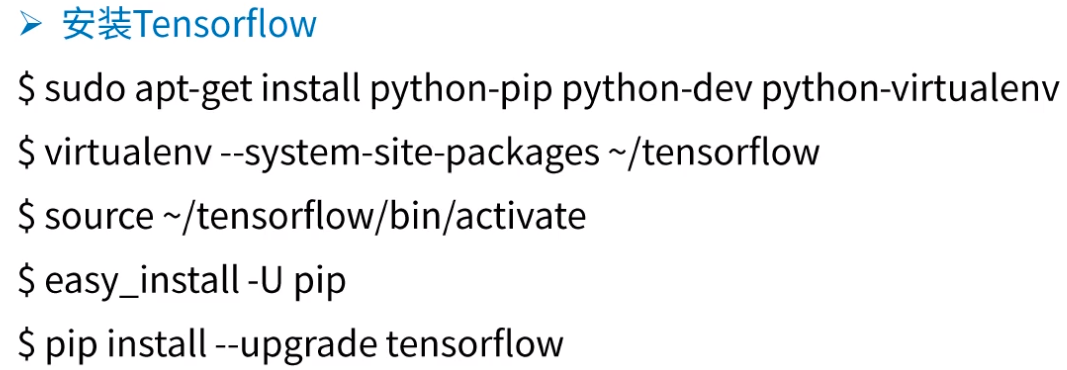 ➢ 安装Tensorflow
$ sudo apt-get install python-pip python-dev python-virtualenv
$ virtualenv --system-site-packages ~/tensorflow
$ source ~/tensorflow/bin/activate
$ easy_install -U pip
$ pip install --upgrade tensorflow